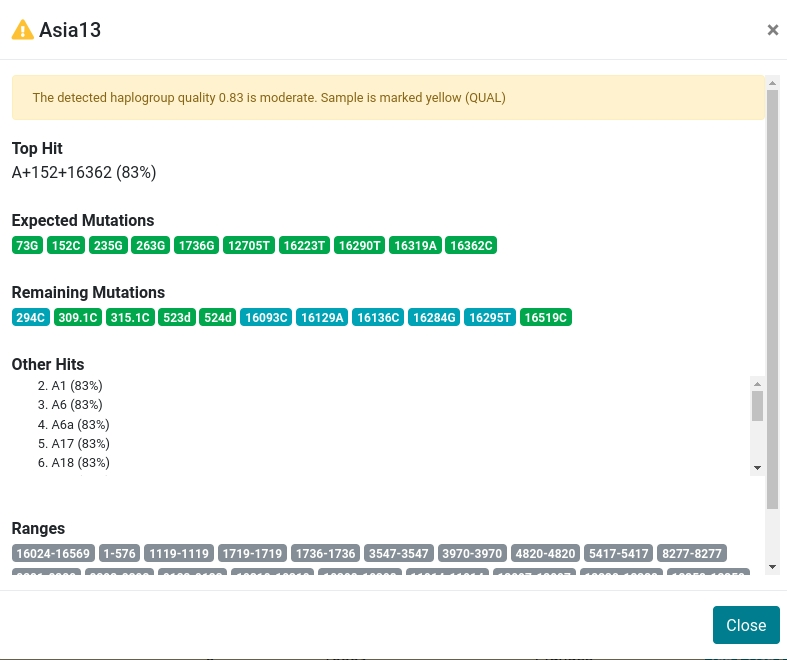 Asia13
×
The detected haplogroup quality 0.83 is moderate. Sample is marked yellow (QUAL)
Top Hit
A+152+16362 (83%)
Expected Mutations
73G 152C 235G 263G 1736G 12705T 16223T 16290T 16319A 16362C
Remaining Mutations
294C 309.1C 315.1C 523d 524d 16093C 16129A 16136C 16284G 16295T 16519C
Other Hits
2. A1 (83%)
3. A6 (83%)
4. A6a (83%)
5. A17 (83%)
6. A18 (83%)
Ranges
16024-16569 1-576 1119-1119 1719-1719 1736-1736 3547-3547 3970-3970 4820-4820 5417-5417 8277-8277
Close